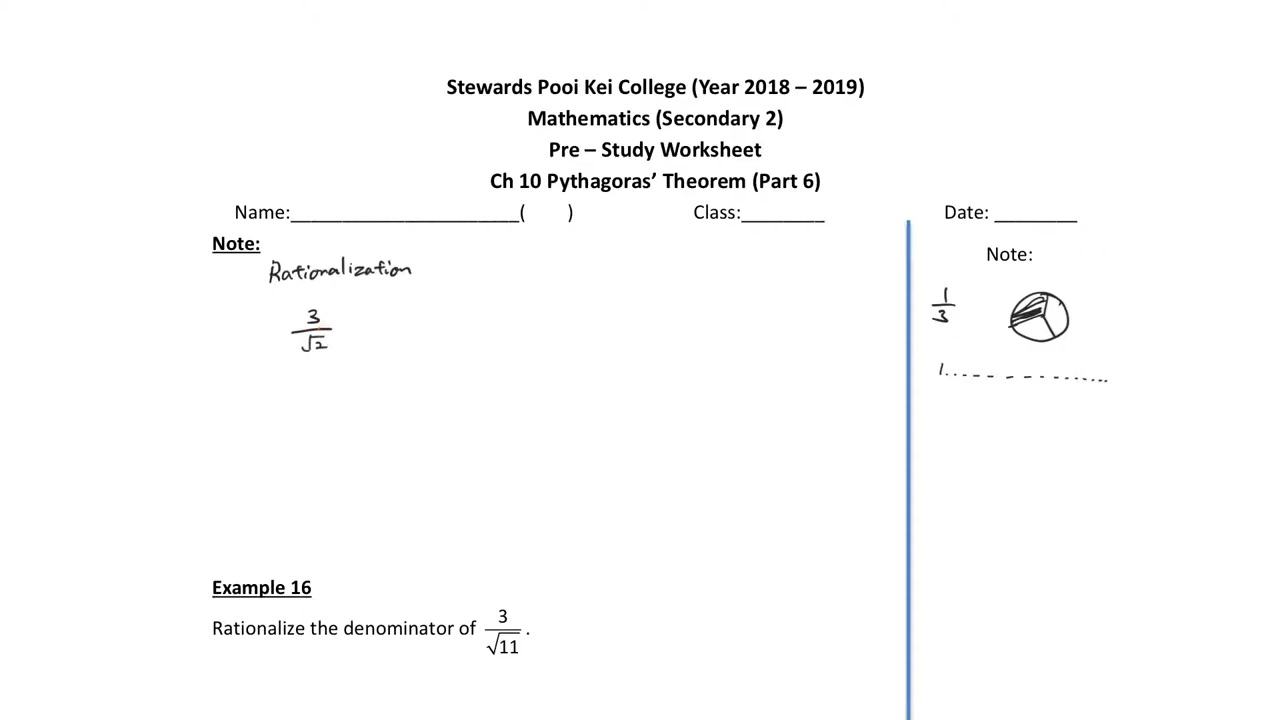 Stewards Pooi Kei College (Year 2018 – 2019)
Mathematics (Secondary 2)
Pre – Study Worksheet
Ch 10 Pythagoras’ Theorem (Part 6)
Name:______________________( ) Class:________ Date: ________
Note:
Rationalization
3
√2
Note:
1
3
1.... - - - - - - ......
Example 16
Rationalize the denominator of 3/√11 .